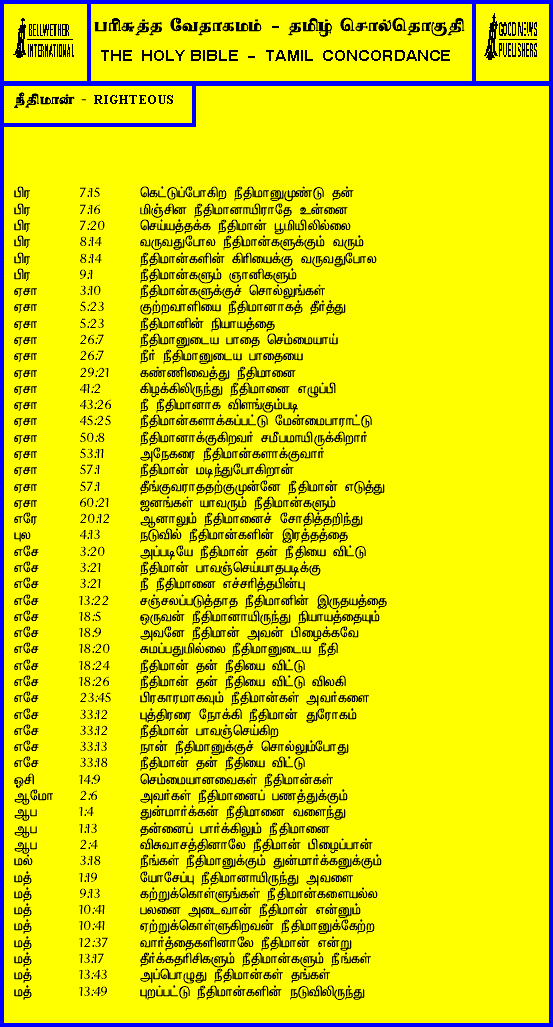 BELLWETHER
INTERNATIONAL
பரிசுத்த வேதாகமம் - தமிழ் சொல்தொகுதி
THE HOLY BIBLE - TAMIL CONCORDANCE
GOOD NEWS
PUBLISHERS
நீதிமான் - RIGHTEOUS
பிர 7:15 கெட்டுப்போகிற நீதிமானுமுண்டு தன்
பிர 7:16 மிஞ்சின நீதிமானாயிராதே உன்னை
பிர 7:20 செய்யத்தக்க நீதிமான் பூமியிலில்லை
பிர 8:14 வருவதுபோல நீதிமான்களுக்கும் வரும்
பிர 8:14 நீதிமான்களின் கிரியைக்கு வருவதுபோல
பிர 9:1 நீதிமான்களும் ஞானிகளும்
ஏசா 3:10 நீதிமான்களுக்குச் சொல்லுங்கள்
ஏசா 5:23 குற்றவாளியை நீதிமானாகத் தீர்த்து
ஏசா 5:23 நீதிமானின் நியாயத்தை
ஏசா 26:7 நீதிமானுடைய பாதை செம்மையாய்
ஏசா 26:7 நீர் நீதிமானுடைய பாதையை
ஏசா 29:21 கண்ணிவைத்து நீதிமானை
ஏசா 41:2 கிழக்கிலிருந்து நீதிமானை எழுப்பி
ஏசா 43:26 நீ நீதிமானாக விளங்கும்படி
ஏசா 45:25 நீதிமான்களாக்கப்பட்டு மேன்மைபாராட்டு
ஏசா 50:8 நீதிமானாக்குகிறவர் சமீபமாயிருக்கிறார்
ஏசா 53:11 அநேகரை நீதிமான்களாக்குவார்
ஏசா 57:1 நீதிமான் மடிந்துபோகிறான்
ஏசா 57:1 தீங்குவராததற்குமுன்னே நீதிமான் எடுத்து
ஏசா 60:21 ஜனங்கள் யாவரும் நீதிமான்களும்
எரே 20:12 ஆனாலும் நீதிமானைச் சோதித்தறிந்து
புல 4:13 நடுவில் நீதிமான்களின் இரத்தத்தை
எசே 3:20 அப்படியே நீதிமான் தன் நீதியை விட்டு
எசே 3:21 நீதிமான் பாவஞ்செய்யாதபடிக்கு
எசே 3:21 நீ நீதிமானை எச்சரித்தபின்பு
எசே 13:22 சஞ்சலப்படுத்தாத நீதிமானின் இருதயத்தை
எசே 18:5 ஒருவன் நீதிமானாயிருந்து நியாயத்தையும்
எசே 18:9 அவனே நீதிமான் அவன் பிழைக்கவே
எசே 18:20 சுமப்பதுமில்லை நீதிமானுடைய நீதி
எசே 18:24 நீதிமான் தன் நீதியை விட்டு
எசே 18:26 நீதிமான் தன் நீதியை விட்டு விலகி
எசே 23:45 பிரகாரமாகவும் நீதிமான்கள் அவர்களை
எசே 33:12 புத்திரரை நோக்கி நீதிமான் துரோகம்
எசே 33:12 நீதிமான் பாவஞ்செய்கிற
எசே 33:13 நான் நீதிமானுக்குச் சொல்லும்போது
எசே 33:18 நீதிமான் தன் நீதியை விட்டு
ஓசி 14:9 செம்மையானவைகள் நீதிமான்கள்
ஆமோ 2:6 அவர்கள் நீதிமானைப் பணத்துக்கும்
ஆப 1:4 துன்மார்க்கன் நீதிமானை வளைந்து
ஆப 1:13 தன்னைப் பார்க்கிலும் நீதிமானை
ஆப 2:4 விசுவாசத்தினாலே நீதிமான் பிழைப்பான்
மல் 3:18 நீங்கள் நீதிமானுக்கும் துன்மார்க்கனுக்கும்
மத் 1:19 யோசேப்பு நீதிமானாயிருந்து அவளை
மத் 9:13 கற்றுக்கொள்ளுங்கள் நீதிமான்களையல்ல
மத் 10:41 பலனை அடைவான் நீதிமான் என்னும்
மத் 10:41 ஏற்றுக்கொள்ளுகிறவன் நீதிமானுக்கேற்ற
மத் 12:37 வார்த்தைகளினாலே நீதிமான் என்று
மத் 13:17 தீர்க்கதரிசிகளும் நீதிமான்களும் நீங்கள்
மத் 13:43 அப்பொழுது நீதிமான்கள் தங்கள்
மத் 13:49 புறப்பட்டு நீதிமான்களின் நடுவிலிருந்து